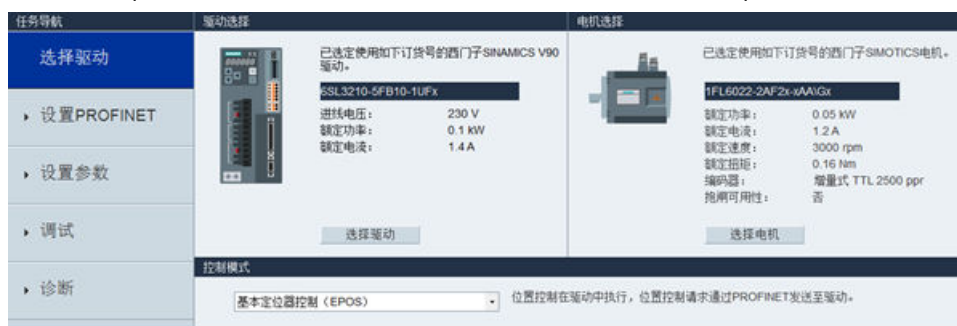 任务导航
驱动选择
电机选择
选择驱动
已选定使用如下订货号的西门子SINAMICS V90
驱动。
6SL3210-5FB10-1UFx
进线电压： 230 V
额定功率： 0.1 kW
额定电流： 1.4 A
选择驱动
已选定使用如下订货号的西门子SIMOTICS电机。
1FL6022-2AF2x-xAA\Gx
额定功率： 0.05 kW
额定电流： 1.2 A
额定速度： 3000 rpm
额定扭矩： 0.16 Nm
编码器： 增量式 TTL 2500 ppr
抱闸可用性： 否
选择电机
设置PROFINET
设置参数
调试
诊断
控制模式
基本定位器控制（EPOS）
位置控制在驱动中执行，位置控制请求通过PROFINET发送至驱动。